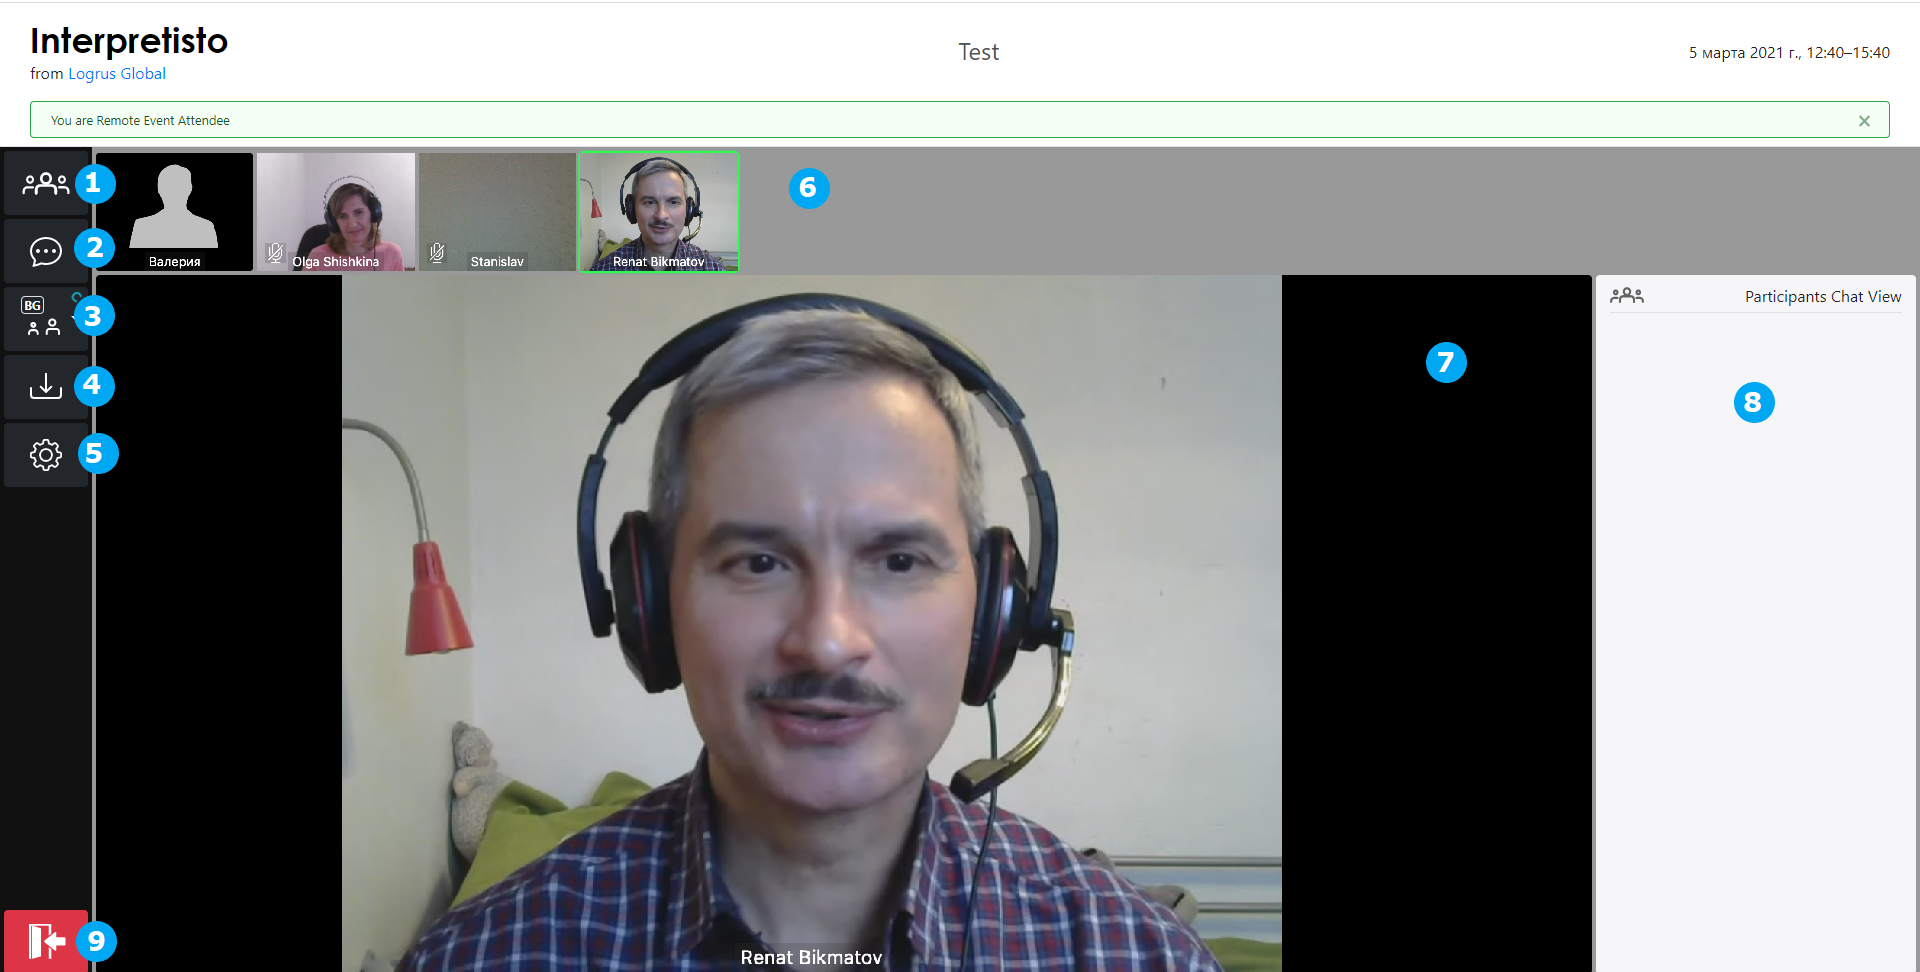 Interpretisto
from Logrus Global
Test
5 марта 2021 г., 12:40–15:40
You are Remote Event Attendee
1
2
BG
3
4
5
Валерия
Olga Shishkina
Stanislav
Renat Bikmatov
6
7
Participants Chat View
8
9
Renat Bikmatov